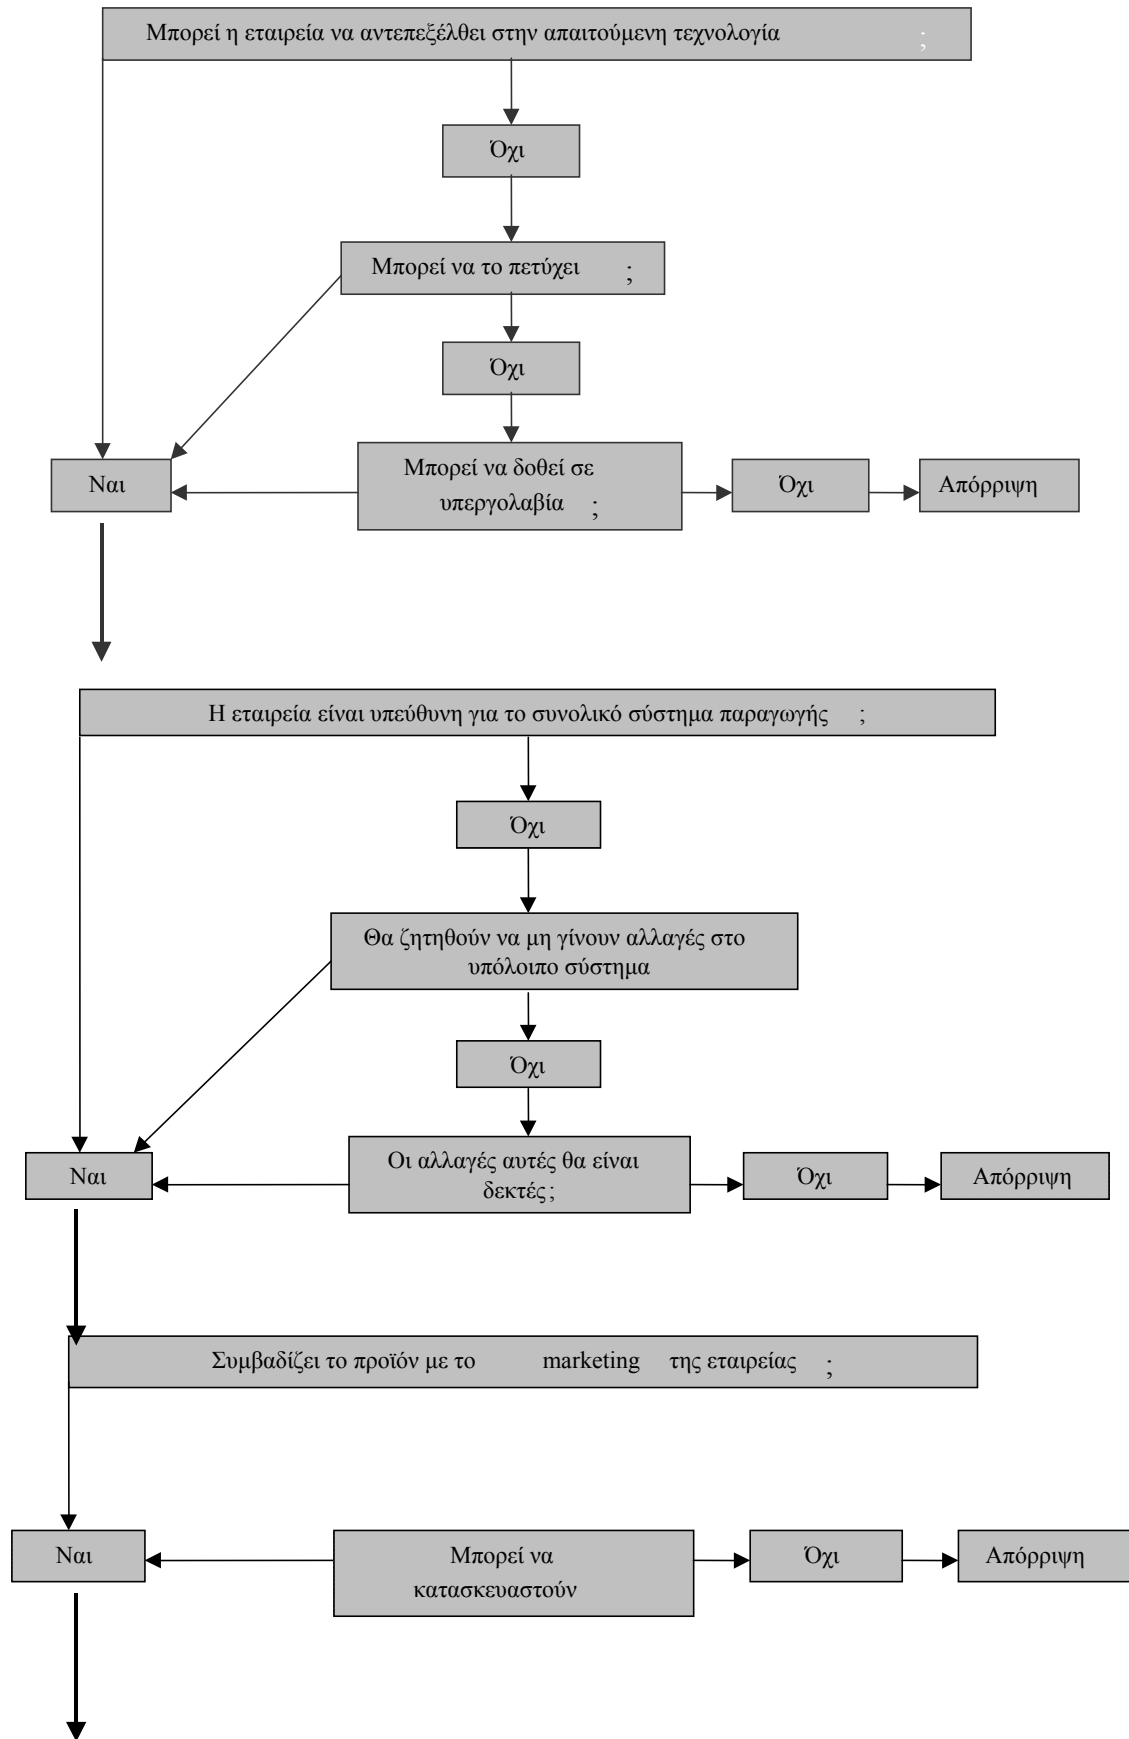 Μπορεί η εταιρεία να αντεπεξέλθει στην απαιτούμενη τεχνολογία ;
Όχι
Μπορεί να το πετύχει ;
Όχι
Μπορεί να δοθεί σε
υπεργολαβία ;
Ναι
Όχι
Απόρριψη
Η εταιρεία είναι υπεύθυνη για το συνολικό σύστημα παραγωγής ;
Όχι
Θα ζητηθούν να μη γίνουν αλλαγές στο
υπόλοιπο σύστημα
Όχι
Οι αλλαγές αυτές θα είναι
δεκτές;
Ναι
Όχι
Απόρριψη
Συμβαδίζει το προϊόν με το marketing της εταιρείας ;
Ναι
Μπορεί να
κατασκευαστούν
Όχι
Απόρριψη